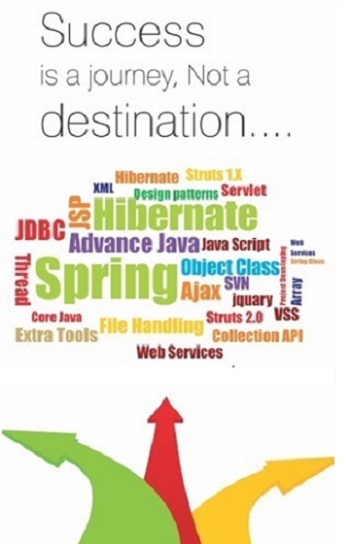 Success
is a journey, Not a
destination....
Hibernate Struts 1.X
XML Design patterns Servlet
JSP Hibernate
JDBC
Advance Java Java Script
Web
Services
Thread Spring Object Class
String Class
Ajax SVN
jquary
Project Developing
Array
Core Java
Struts 2.0 VSS
Extra Tools File Handling
Collection API
Web Services